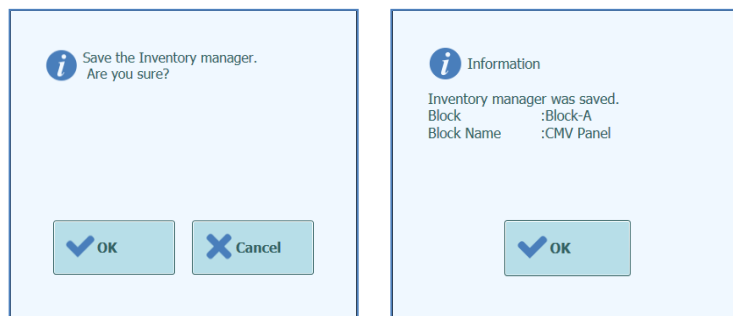 Save the Inventory manager.
Are you sure?
OK
Cancel
Information
Inventory manager was saved.
Block :Block-A
Block Name :CMV Panel
OK